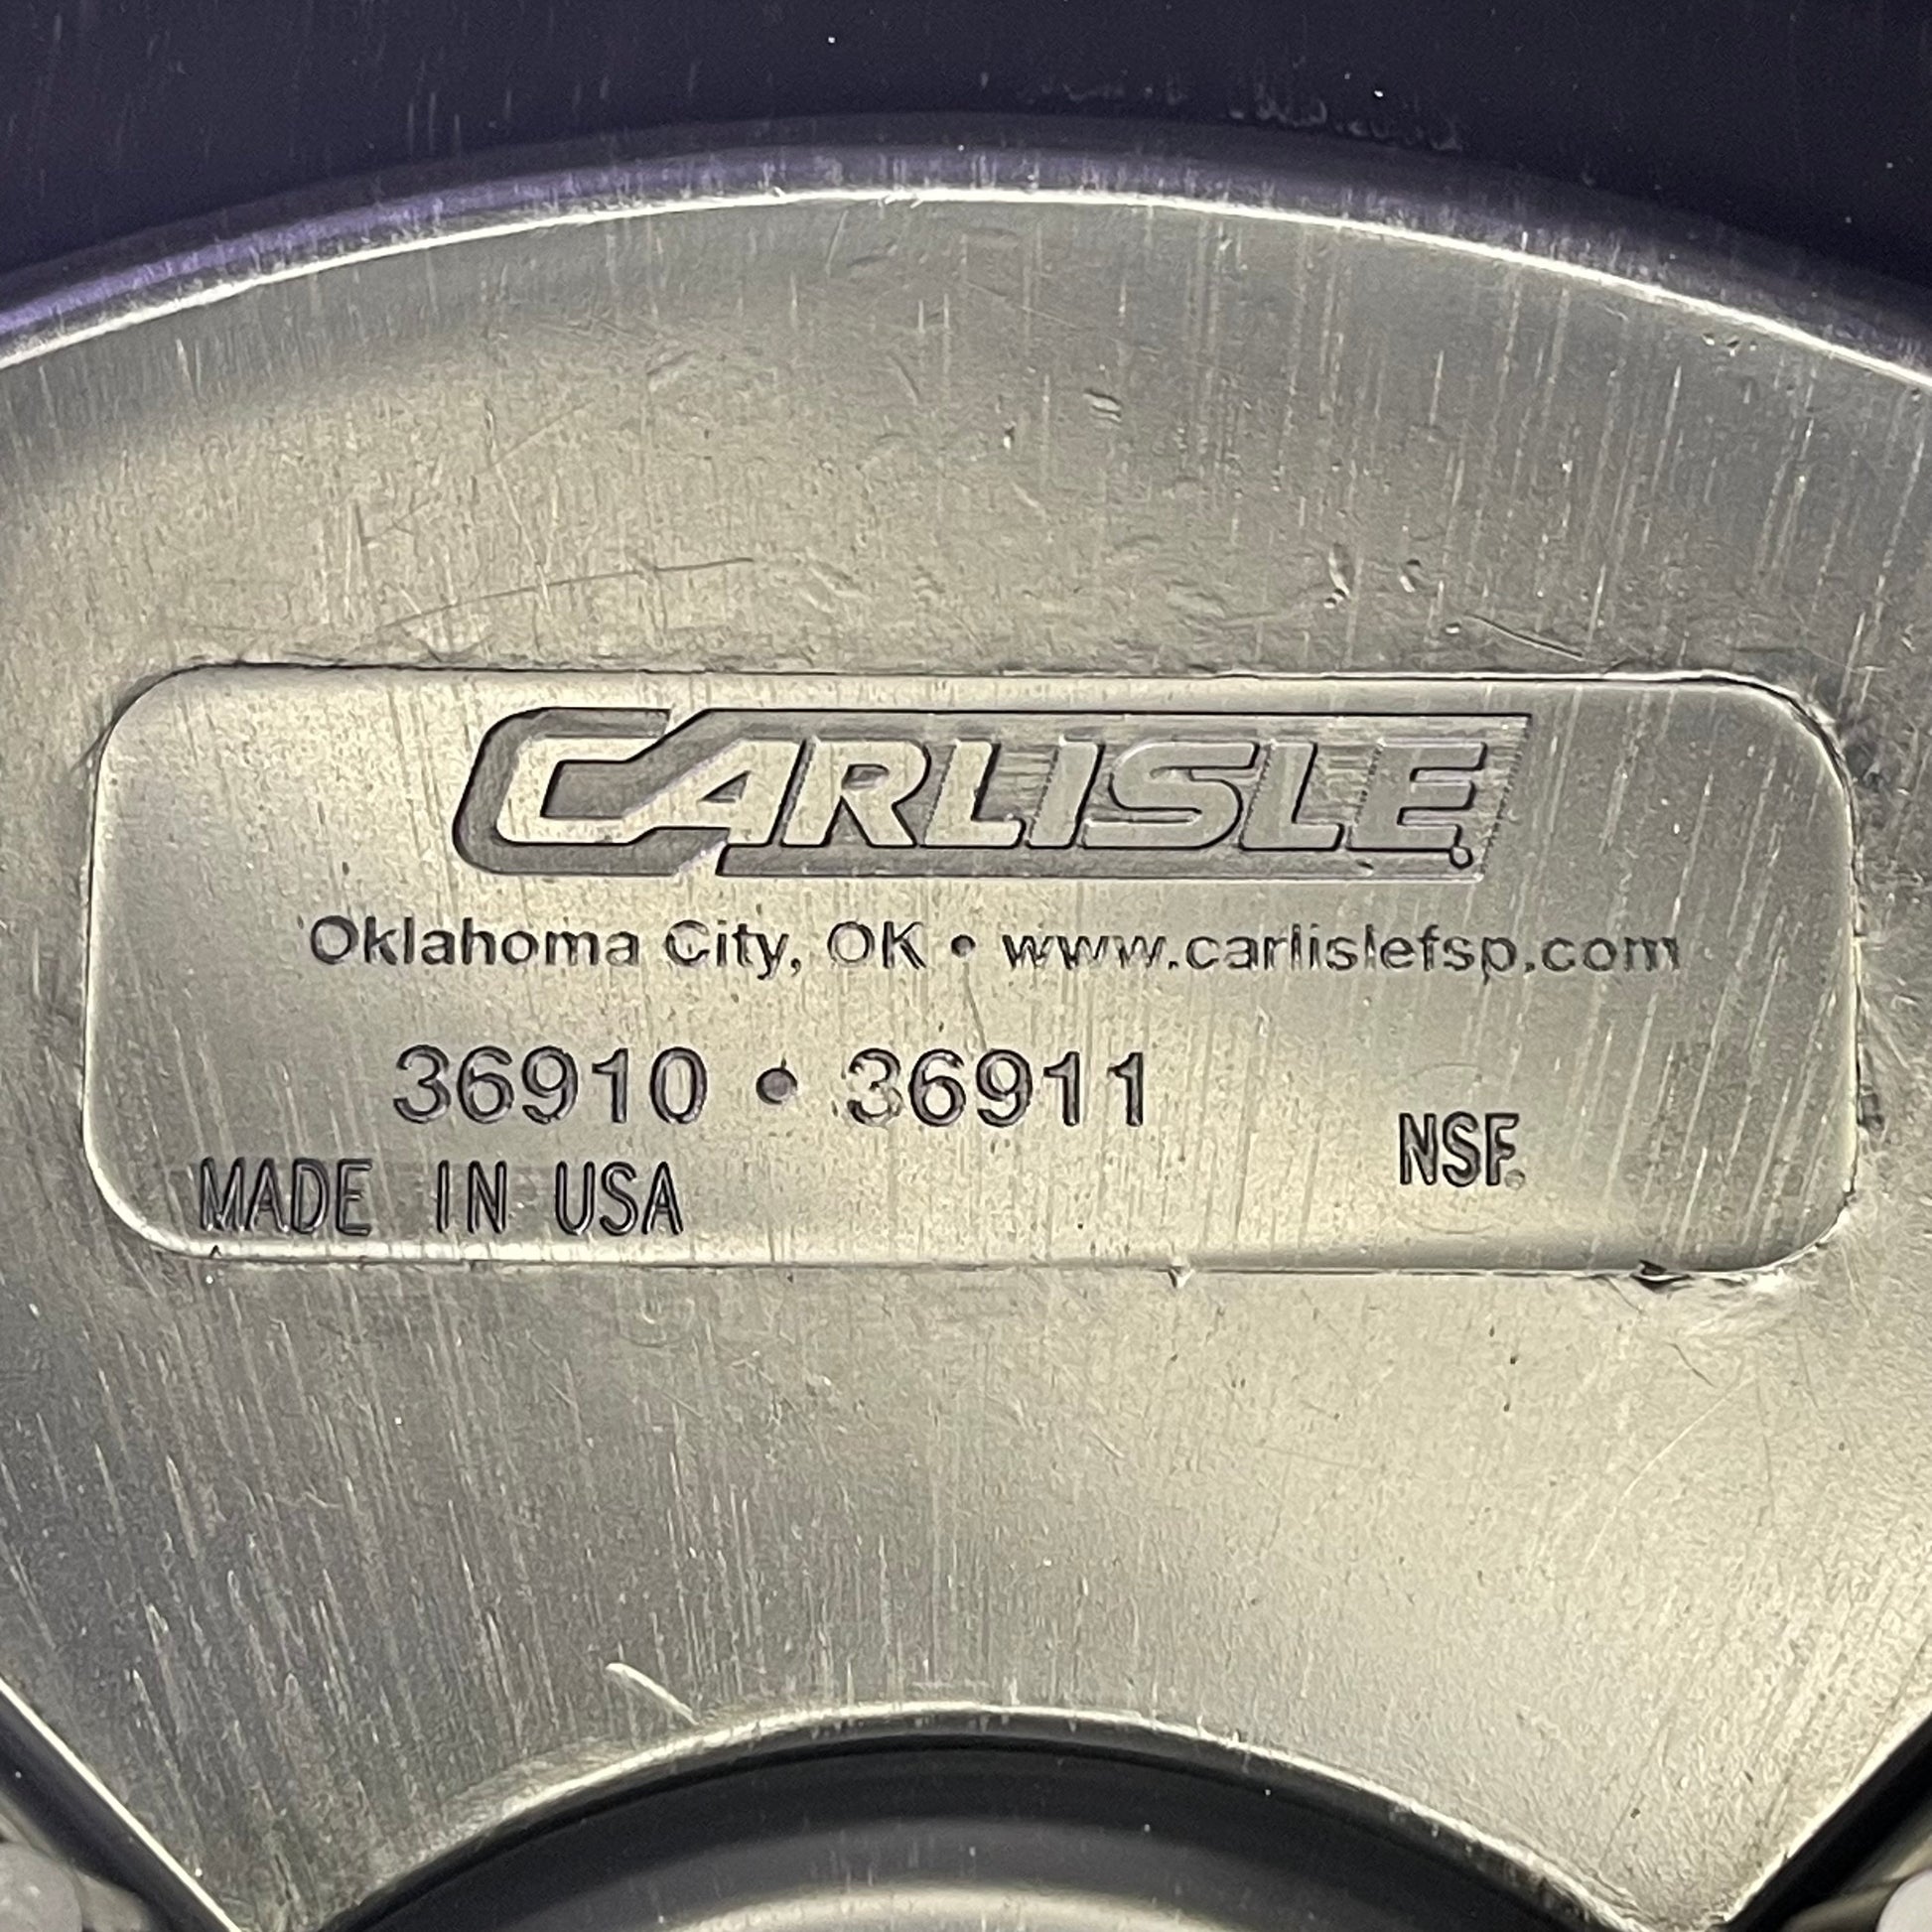 CARLISLE
Oklahoma City, OK • www.carlislefsp.com
36910 • 36911
NSF
MADE IN USA